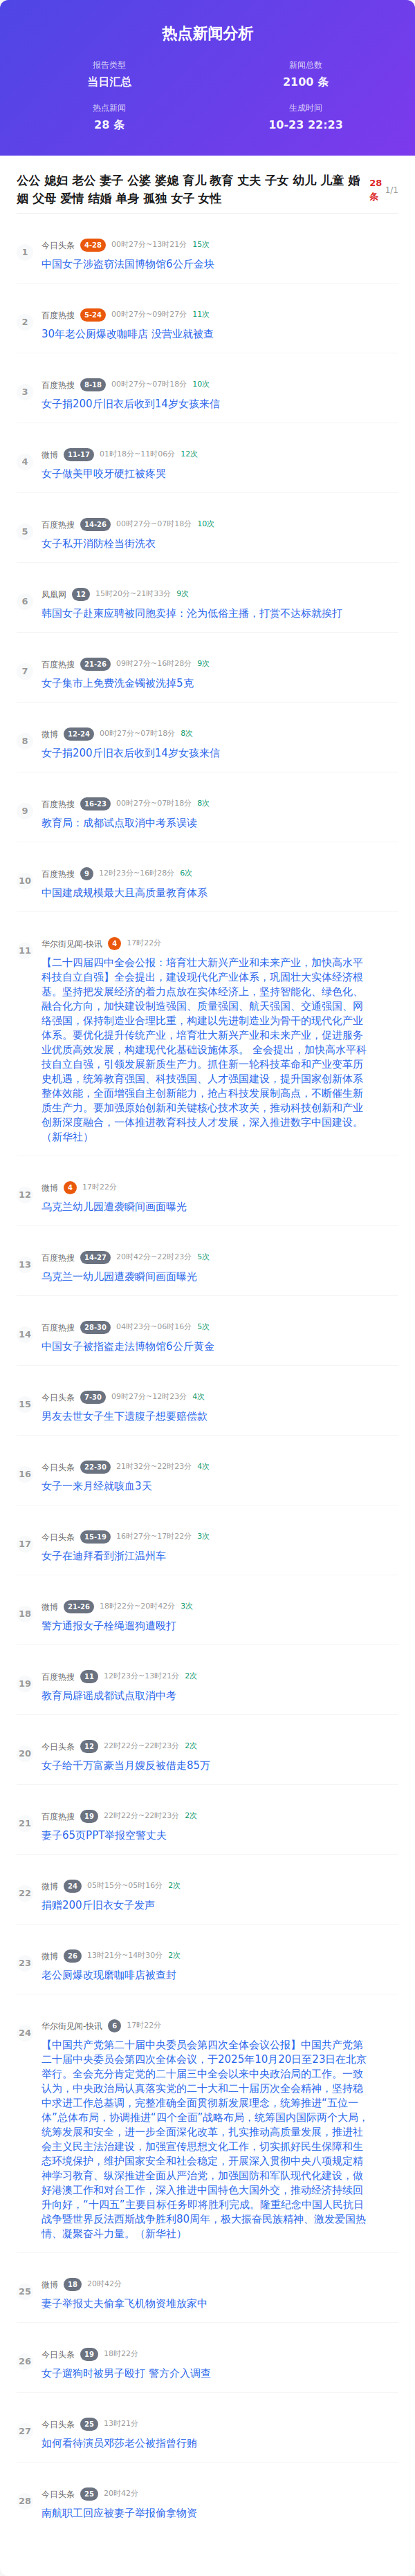 热点新闻分析
报告类型
当日汇总
新闻总数
2100 条
热点新闻
28 条
生成时间
10-23 22:23
公公 媳妇 老公 妻子 公婆 婆媳 育儿 教育 丈夫 子女 幼儿 儿童 婚
姻 父母 爱情 结婚 单身 孤独 女子 女性
28
条
1/1
1
今日头条 4-28 00时27分~13时21分 15次
中国女子涉盗窃法国博物馆6公斤金块
2
百度热搜 5-24 00时27分~09时27分 11次
30年老公厕爆改咖啡店 没营业就被查
3
百度热搜 8-18 00时27分~07时18分 10次
女子捐200斤旧衣后收到14岁女孩来信
4
微博 11-17 01时18分~11时06分 12次
女子做美甲咬牙硬扛被疼哭
5
百度热搜 14-26 00时27分~07时18分 10次
女子私开消防栓当街洗衣
6
凤凰网 12 15时20分~21时33分 9次
韩国女子赴柬应聘被同胞卖掉：沦为低俗主播，打赏不达标就挨打
7
百度热搜 21-26 09时27分~16时28分 9次
女子集市上免费洗金镯被洗掉5克
8
微博 12-24 00时27分~07时18分 8次
女子捐200斤旧衣后收到14岁女孩来信
9
百度热搜 16-23 00时27分~07时18分 8次
教育局：成都试点取消中考系误读
10
百度热搜 9 12时23分~16时28分 6次
中国建成规模最大且高质量教育体系
11
华尔街见闻-快讯 4 17时22分
【二十届四中全会公报：培育壮大新兴产业和未来产业，加快高水平
科技自立自强】全会提出，建设现代化产业体系，巩固壮大实体经济根
基。坚持把发展经济的着力点放在实体经济上，坚持智能化、绿色化、
融合化方向，加快建设制造强国、质量强国、航天强国、交通强国、网
络强国，保持制造业合理比重，构建以先进制造业为骨干的现代化产业
体系。要优化提升传统产业，培育壮大新兴产业和未来产业，促进服务
业优质高效发展，构建现代化基础设施体系。 全会提出，加快高水平科
技自立自强，引领发展新质生产力。抓住新一轮科技革命和产业变革历
史机遇，统筹教育强国、科技强国、人才强国建设，提升国家创新体系
整体效能，全面增强自主创新能力，抢占科技发展制高点，不断催生新
质生产力。要加强原始创新和关键核心技术攻关，推动科技创新和产业
创新深度融合，一体推进教育科技人才发展，深入推进数字中国建设。
（新华社）
12
微博 4 17时22分
乌克兰幼儿园遭袭瞬间画面曝光
13
百度热搜 14-27 20时42分~22时23分 5次
乌克兰一幼儿园遭袭瞬间画面曝光
14
百度热搜 28-30 04时23分~06时16分 5次
中国女子被指盗走法博物馆6公斤黄金
15
今日头条 7-30 09时27分~12时23分 4次
男友去世女子生下遗腹子想要赔偿款
16
今日头条 22-30 21时32分~22时23分 4次
女子一来月经就咳血3天
17
今日头条 15-19 16时27分~17时22分 3次
女子在迪拜看到浙江温州车
18
微博 21-26 18时22分~20时42分 3次
警方通报女子栓绳遛狗遭殴打
19
百度热搜 11 12时23分~13时21分 2次
教育局辟谣成都试点取消中考
20
今日头条 12 22时22分~22时23分 2次
女子给千万富豪当月嫂反被借走85万
21
百度热搜 19 22时22分~22时23分 2次
妻子65页PPT举报空警丈夫
22
微博 24 05时15分~05时16分 2次
捐赠200斤旧衣女子发声
23
微博 26 13时21分~14时30分 2次
老公厕爆改现磨咖啡店被查封
24
华尔街见闻-快讯 6 17时22分
【中国共产党第二十届中央委员会第四次全体会议公报】中国共产党第
二十届中央委员会第四次全体会议，于2025年10月20日至23日在北京
举行。全会充分肯定党的二十届三中全会以来中央政治局的工作。一致
认为，中央政治局认真落实党的二十大和二十届历次全会精神，坚持稳
中求进工作总基调，完整准确全面贯彻新发展理念，统筹推进“五位一
体”总体布局，协调推进“四个全面”战略布局，统筹国内国际两个大局，
统筹发展和安全，进一步全面深化改革，扎实推动高质量发展，推进社
会主义民主法治建设，加强宣传思想文化工作，切实抓好民生保障和生
态环境保护，维护国家安全和社会稳定，开展深入贯彻中央八项规定精
神学习教育、纵深推进全面从严治党，加强国防和军队现代化建设，做
好港澳工作和对台工作，深入推进中国特色大国外交，推动经济持续回
升向好，“十四五”主要目标任务即将胜利完成。隆重纪念中国人民抗日
战争暨世界反法西斯战争胜利80周年，极大振奋民族精神、激发爱国热
情、凝聚奋斗力量。（新华社）
25
微博 18 20时42分
妻子举报丈夫偷拿飞机物资堆放家中
26
今日头条 19 18时22分
女子遛狗时被男子殴打 警方介入调查
27
今日头条 25 13时21分
如何看待演员邓莎老公被指曾行贿
28
今日头条 25 20时42分
南航职工回应被妻子举报偷拿物资